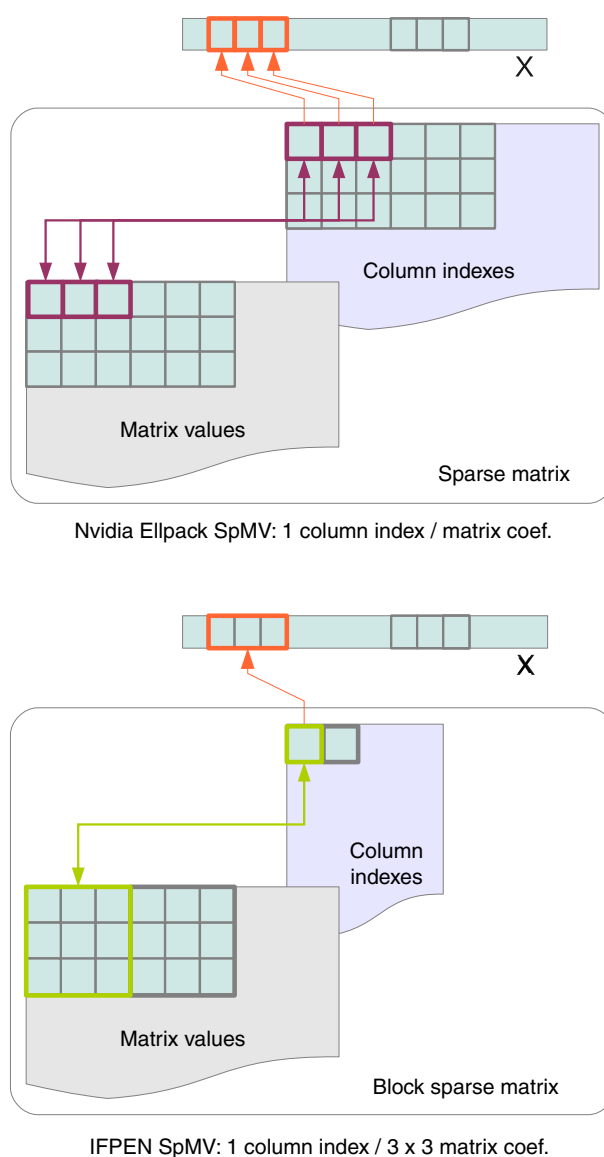 X
Column indexes
Matrix values
Sparse matrix
Nvidia Ellpack SpMV: 1 column index / matrix coef.
X
Column
indexes
Matrix values
Block sparse matrix
IFPEN SpMV: 1 column index / 3 x 3 matrix coef.